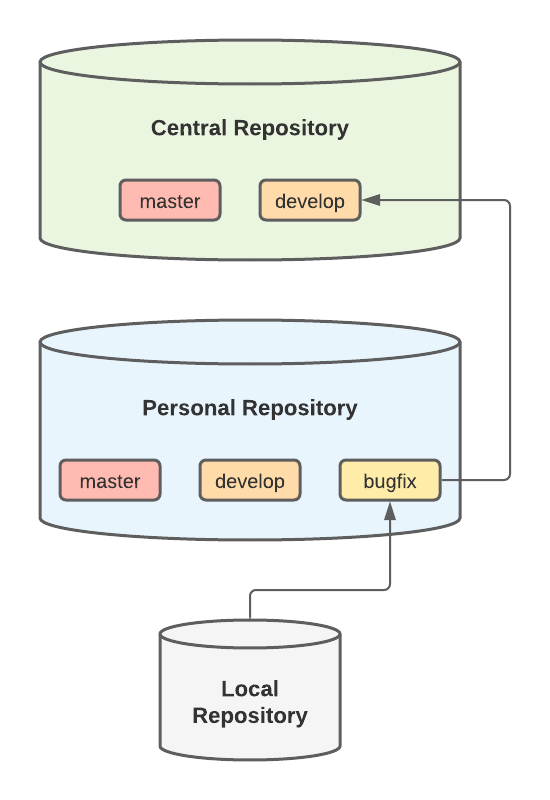 Central Repository
master
develop
Personal Repository
master
develop
bugfix
Local
Repository